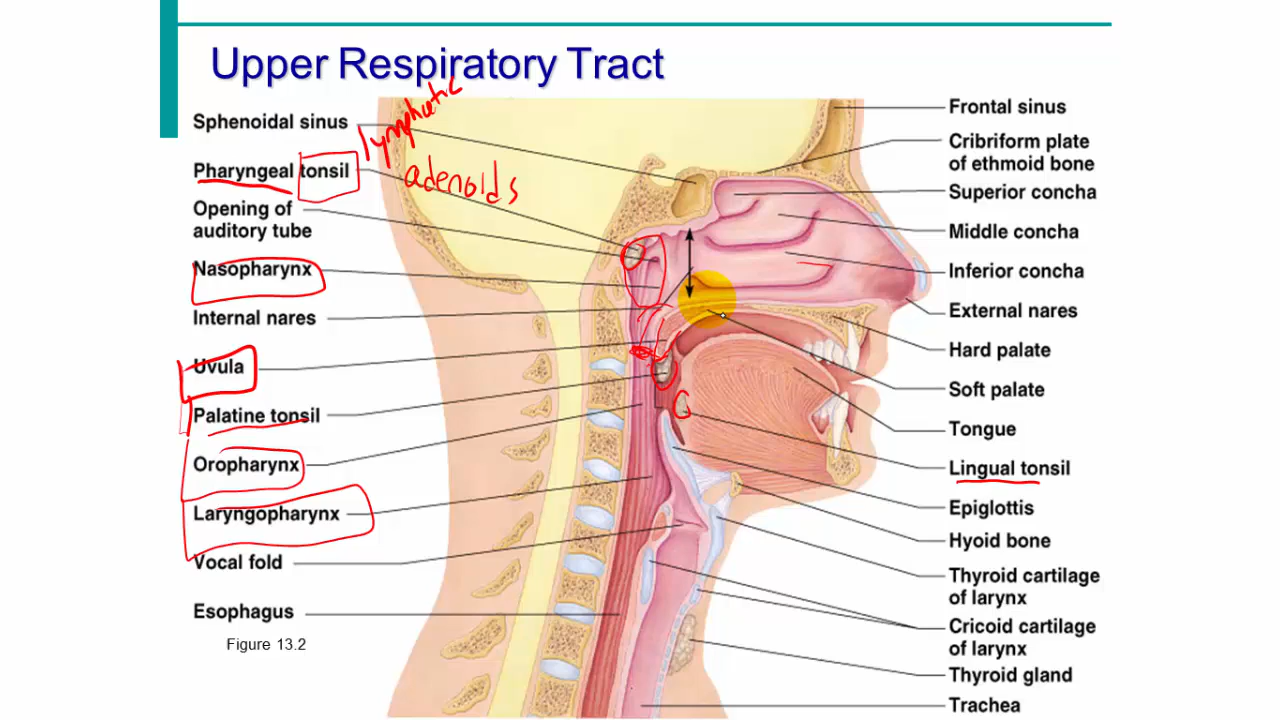 Upper Respiratory Tract
lymphatic
adenoids
Sphenoidal sinus
Pharyngeal tonsil
Opening of
auditory tube
Nasopharynx
Internal nares
Uvula
Palatine tonsil
Oropharynx
Laryngopharynx
Vocal fold
Esophagus
Figure 13.2
Frontal sinus
Cribriform plate
of ethmoid bone
Superior concha
Middle concha
Inferior concha
External nares
Hard palate
Soft palate
Tongue
Lingual tonsil
Epiglottis
Hyoid bone
Thyroid cartilage
of larynx
Cricoid cartilage
of larynx
Thyroid gland
Trachea